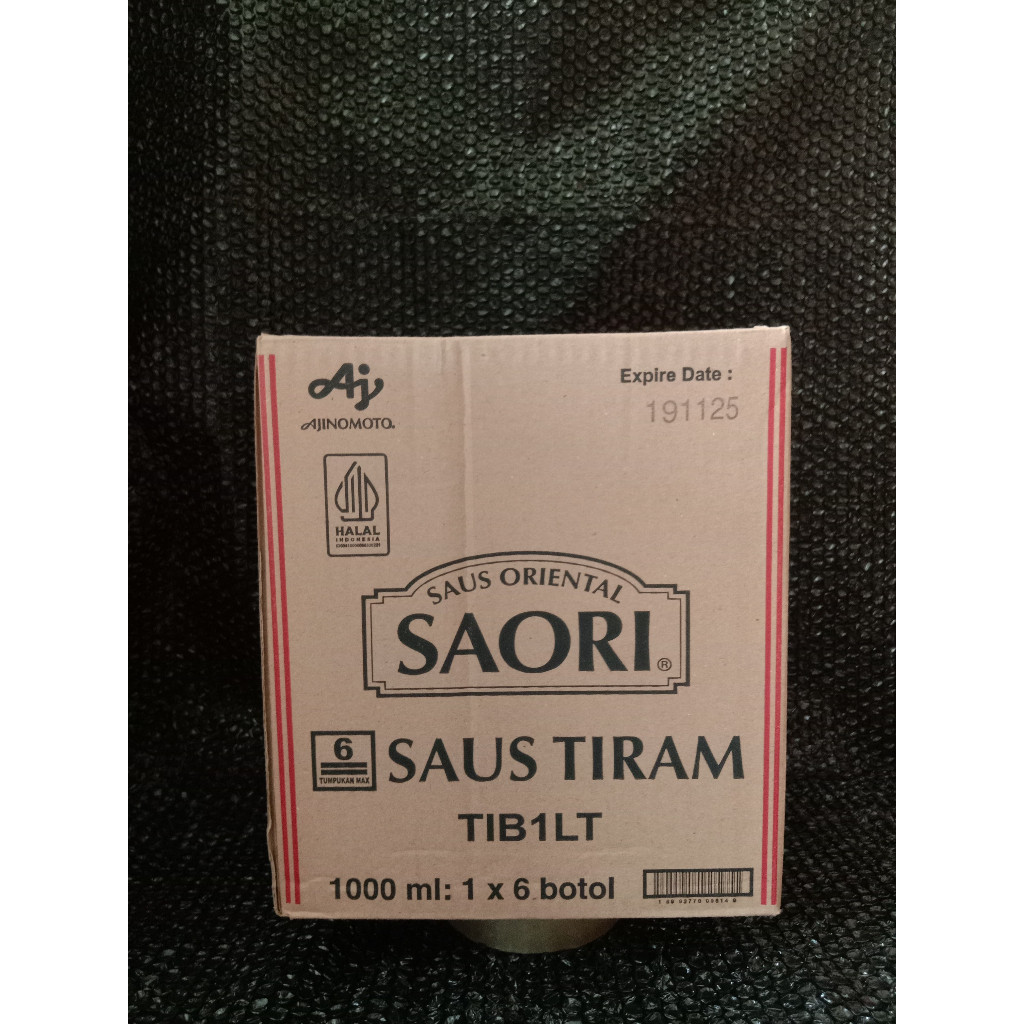 Aj
AJINOMOTO.
Expire Date :
191125
HALAL
INDONESIA
SAUS ORIENTAL
SAORI®
6
TUMPUKAN MAX
SAUS TIRAM
TIB1LT
1000 ml: 1 x 6 botol